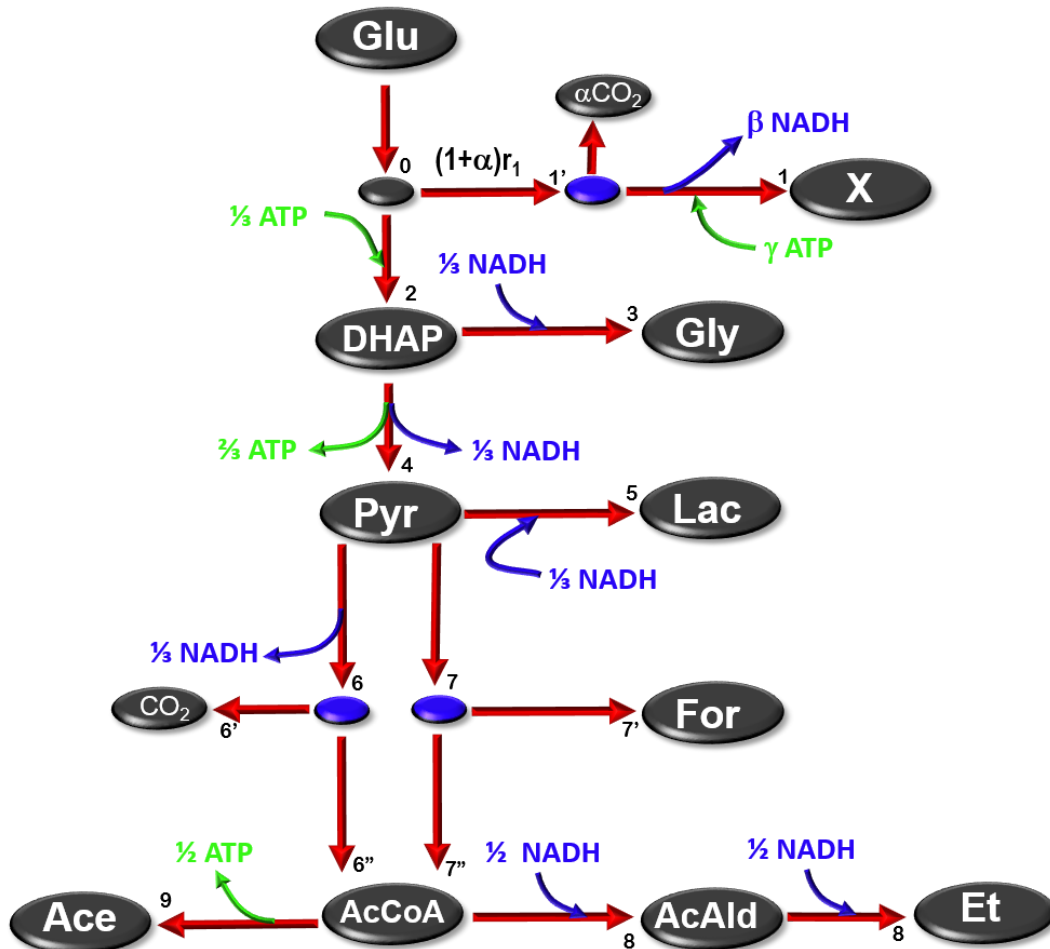 Glu
αCO₂
β NADH
0
(1+α)r₁
1'
1
X
⅓ ATP
γ ATP
⅓ NADH
2
3
DHAP
Gly
⅔ ATP
⅓ NADH
4
5
Pyr
Lac
⅓ NADH
⅓ NADH
6
7
CO₂
6'
7'
For
½ ATP
6"
7"
½ NADH
½ NADH
9
Ace
AcCoA
8
AcAld
8
Et